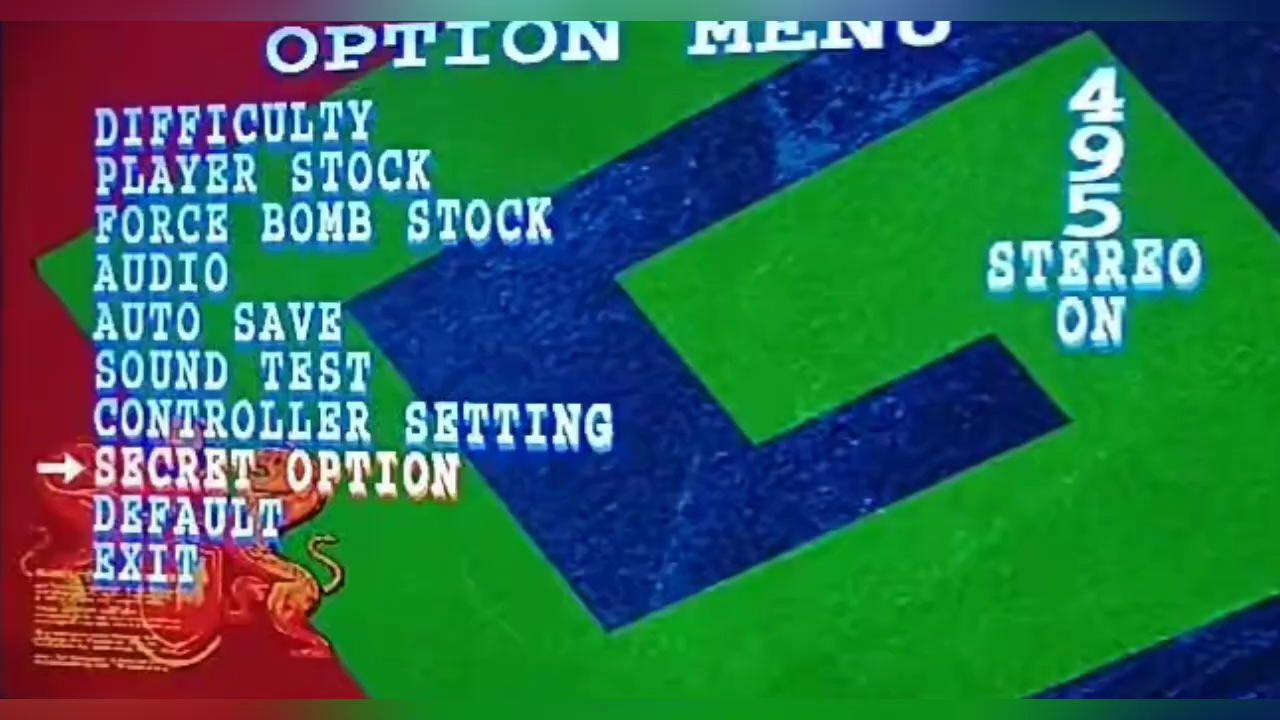 OPTION MENU
DIFFICULTY 4
PLAYER STOCK 9
FORCE BOMB STOCK 5
AUDIO STEREO
AUTO SAVE ON
SOUND TEST
CONTROLLER SETTING
→SECRET OPTION
DEFAULT
EXIT